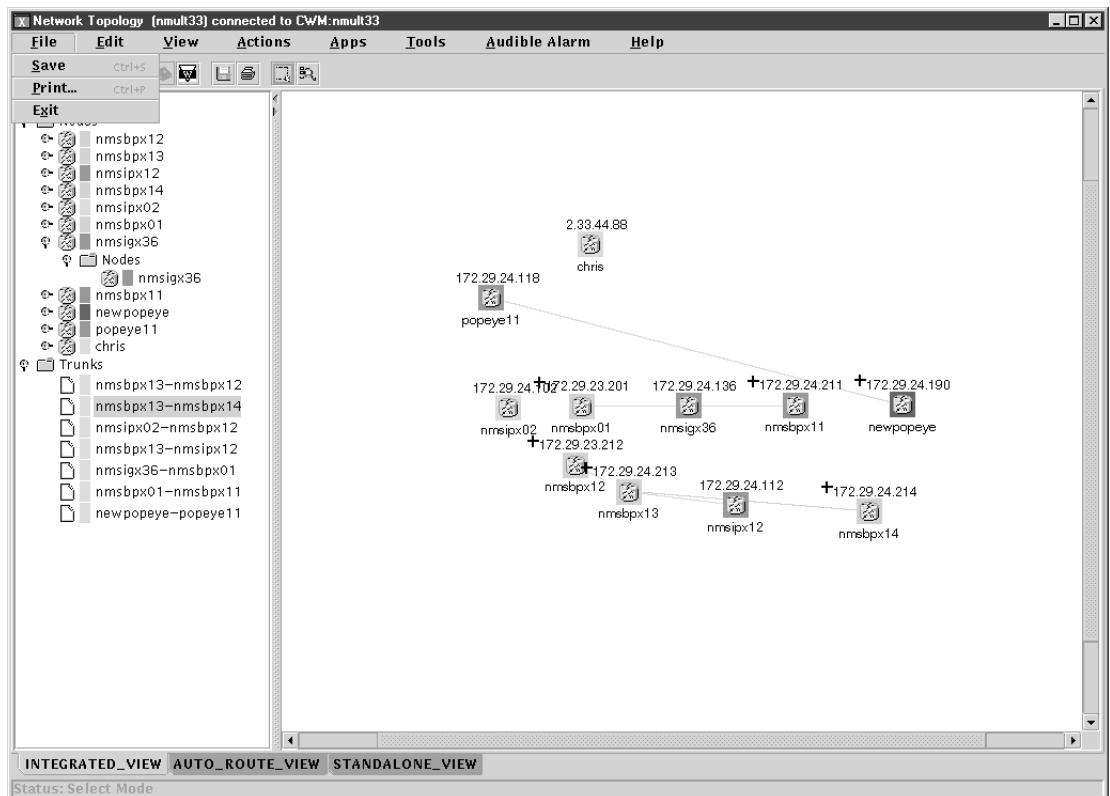 Network Topology (nmult33) connected to CWM:nmult33
File Edit View Actions Apps Tools Audible Alarm Help
Save Ctrl+S
Print... Ctrl+P
Exit
Nodes
nmsbpx12
nmsbpx13
nmsipx12
nmsbpx14
nmsipx02
nmsbpx01
nmsigx36
Nodes
nmsigx36
nmsbpx11
newpopeye
popeye11
chris
Trunks
nmsbpx13-nmsbpx12
nmsbpx13-nmsbpx14
nmsipx02-nmsbpx12
nmsbpx13-nmsipx12
nmsigx36-nmsbpx01
nmsbpx01-nmsbpx11
newpopeye-popeye11
2.33.44.88
chris
172.29.24.118
popeye11
172.29.24.102
nmsipx02
172.29.23.201
nmsbpx01
172.29.24.136
nmsigx36
172.29.24.211
nmsbpx11
172.29.24.190
newpopeye
172.29.23.212
nmsbpx12
172.29.24.213
nmsbpx13
172.29.24.112
nmsipx12
172.29.24.214
nmsbpx14
INTEGRATED_VIEW AUTO_ROUTE_VIEW STANDALONE_VIEW
Status: Select Mode